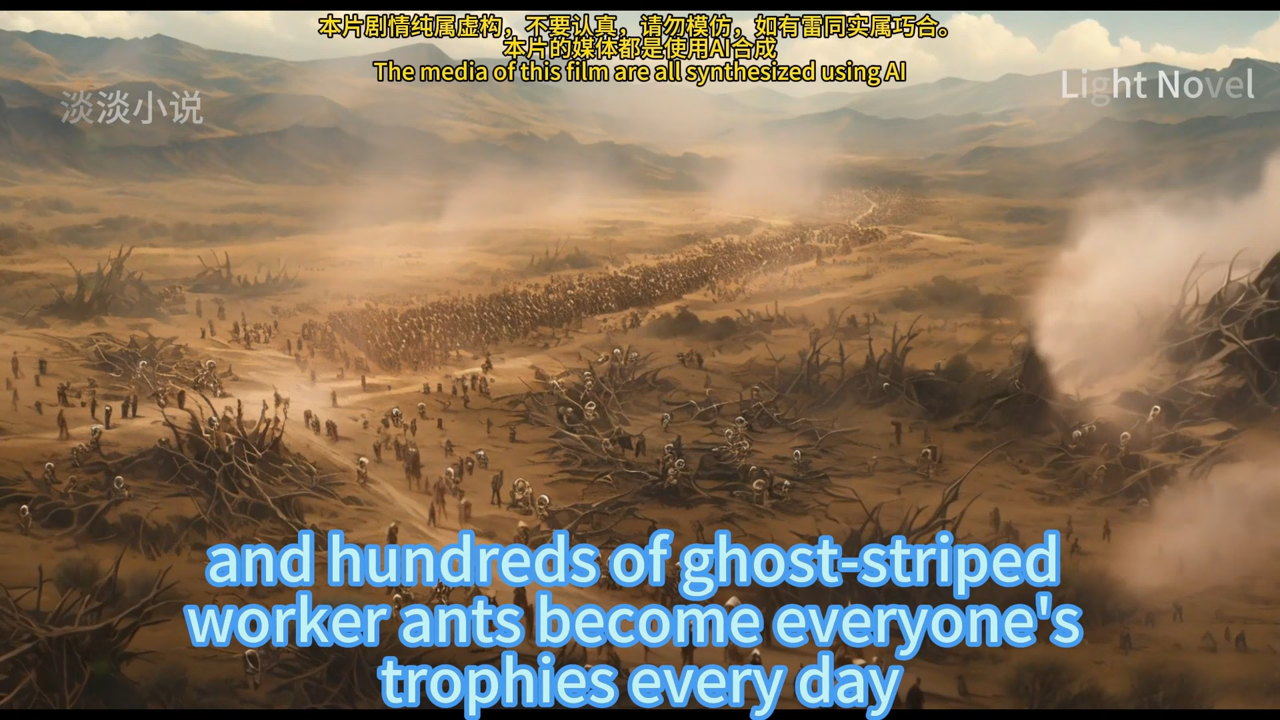 本片剧情纯属虚构，不要认真，请勿模仿，如有雷同实属巧合。
本片的媒体都是使用AI合成
The media of this film are all synthesized using AI
Light Novel
淡淡小说
and hundreds of ghost-striped
worker ants become everyone's
trophies every day